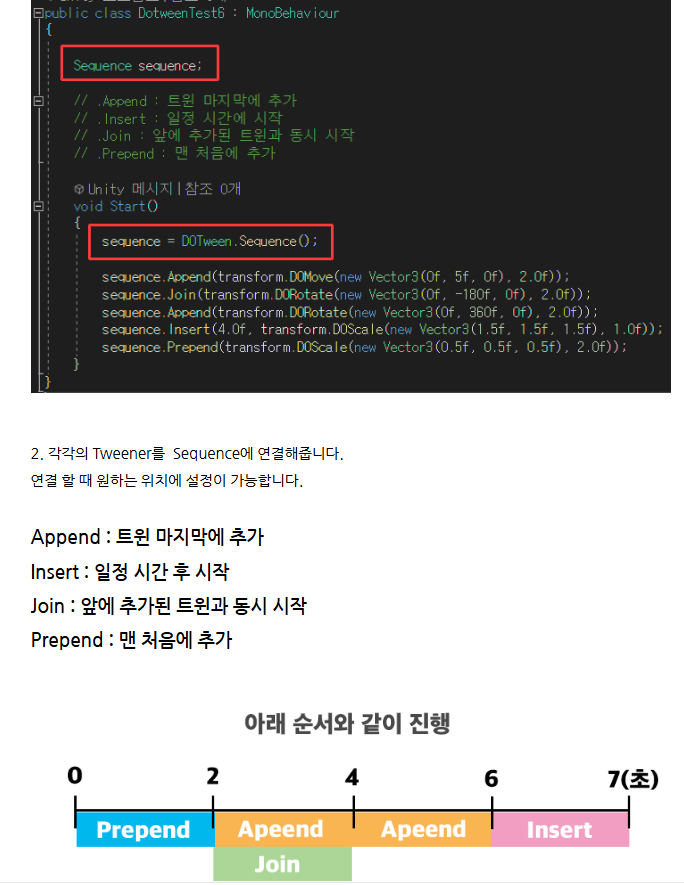 public class DotweenTest6 : MonoBehaviour
{
Sequence sequence;
// .Append : 트윈 마지막에 추가
// .Insert : 일정 시간에 시작
// .Join : 앞에 추가된 트윈과 동시 시작
// .Prepend : 맨 처음에 추가
Unity 메시지 | 참조 0개
void Start()
{
sequence = DOTween.Sequence();
sequence.Append(transform.DOMove(new Vector3(0f, 5f, 0f), 2.0f));
sequence.Join(transform.DORotate(new Vector3(0f, -180f, 0f), 2.0f));
sequence.Append(transform.DORotate(new Vector3(0f, 360f, 0f), 2.0f));
sequence.Insert(4.0f, transform.DOScale(new Vector3(1.5f, 1.5f, 1.5f), 1.0f));
sequence.Prepend(transform.DOScale(new Vector3(0.5f, 0.5f, 0.5f), 2.0f));
}
}
2. 각각의 Tweener를 Sequence에 연결해줍니다.
연결 할 때 원하는 위치에 설정이 가능합니다.
Append : 트윈 마지막에 추가
Insert : 일정 시간 후 시작
Join : 앞에 추가된 트윈과 동시 시작
Prepend : 맨 처음에 추가
아래 순서와 같이 진행
0 2 4 6 7(초)
Prepend Apeend Apeend Insert
Join